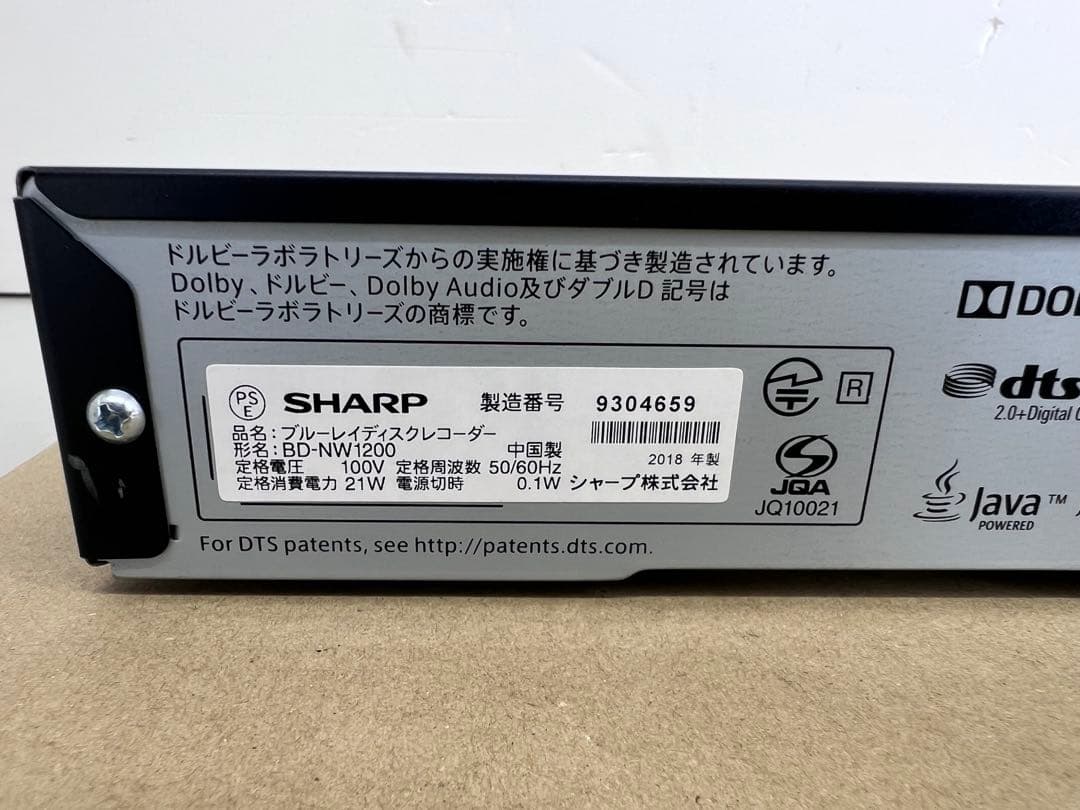 ドルビーラボラトリーズからの実施権に基づき製造されています。
Dolby、ドルビー、Dolby Audio及びダブルD 記号は
ドルビーラボラトリーズの商標です。
PS
E
SHARP 製造番号 9304659
品名:ブルーレイディスクレコーダー
形名:BD-NW1200 中国製
2018 年製
定格電圧 100V 定格周波数 50/60Hz
定格消費電力 21W 電源切時 0.1W シャープ株式会社
R
JQA
JQ10021
For DTS patents, see http://patents.dts.com.
dts
2.0+Digital
Java™
POWERED